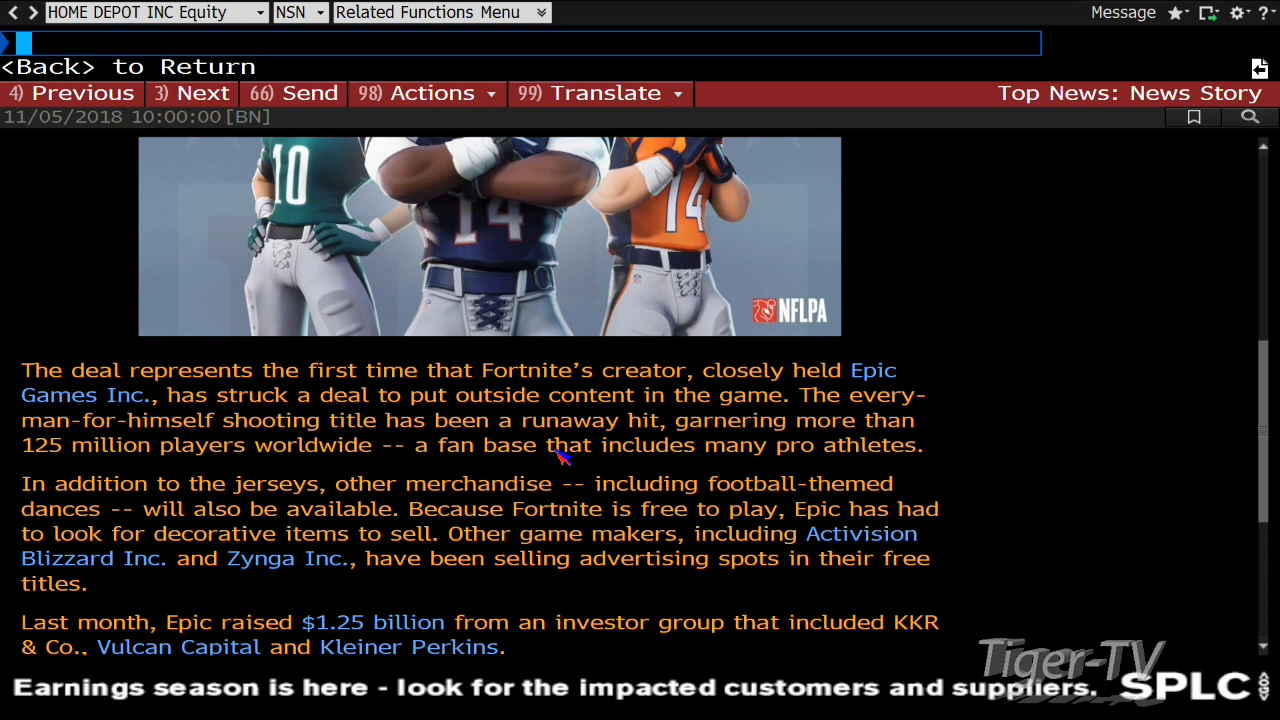 HOME DEPOT INC Equity NSN Related Functions Menu Message
<Back> to Return
4) Previous 3) Next 66) Send 98) Actions 99) Translate Top News: News Story
11/05/2018 10:00:00 [BN]
10 14 14
NFLPA
The deal represents the first time that Fortnite's creator, closely held Epic
Games Inc., has struck a deal to put outside content in the game. The every-
man-for-himself shooting title has been a runaway hit, garnering more than
125 million players worldwide -- a fan base that includes many pro athletes.
In addition to the jerseys, other merchandise -- including football-themed
dances -- will also be available. Because Fortnite is free to play, Epic has had
to look for decorative items to sell. Other game makers, including Activision
Blizzard Inc. and Zynga Inc., have been selling advertising spots in their free
titles.
Last month, Epic raised $1.25 billion from an investor group that included KKR
& Co., Vulcan Capital and Kleiner Perkins.
Tiger-TV
Earnings season is here - look for the impacted customers and suppliers. SPLC <GO>